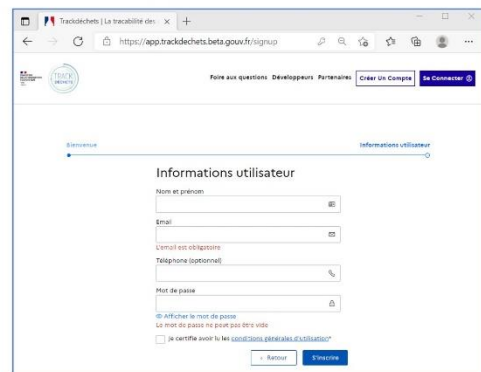 Trackdéchets | La traçabilité des
https://app.trackdechets.beta.gouv.fr/signup
TRACK
DÉCHETS
Foire aux questions Développeurs Partenaires Créer Un Compte Se Connecter
Bienvenue
Informations utilisateur
Informations utilisateur
Nom et prénom
Email
L'email est obligatoire
Téléphone (optionnel)
Mot de passe
Afficher le mot de passe
Le mot de passe ne peut pas être vide
Je certifie avoir lu les conditions générales d'utilisation*
< Retour
S'inscrire